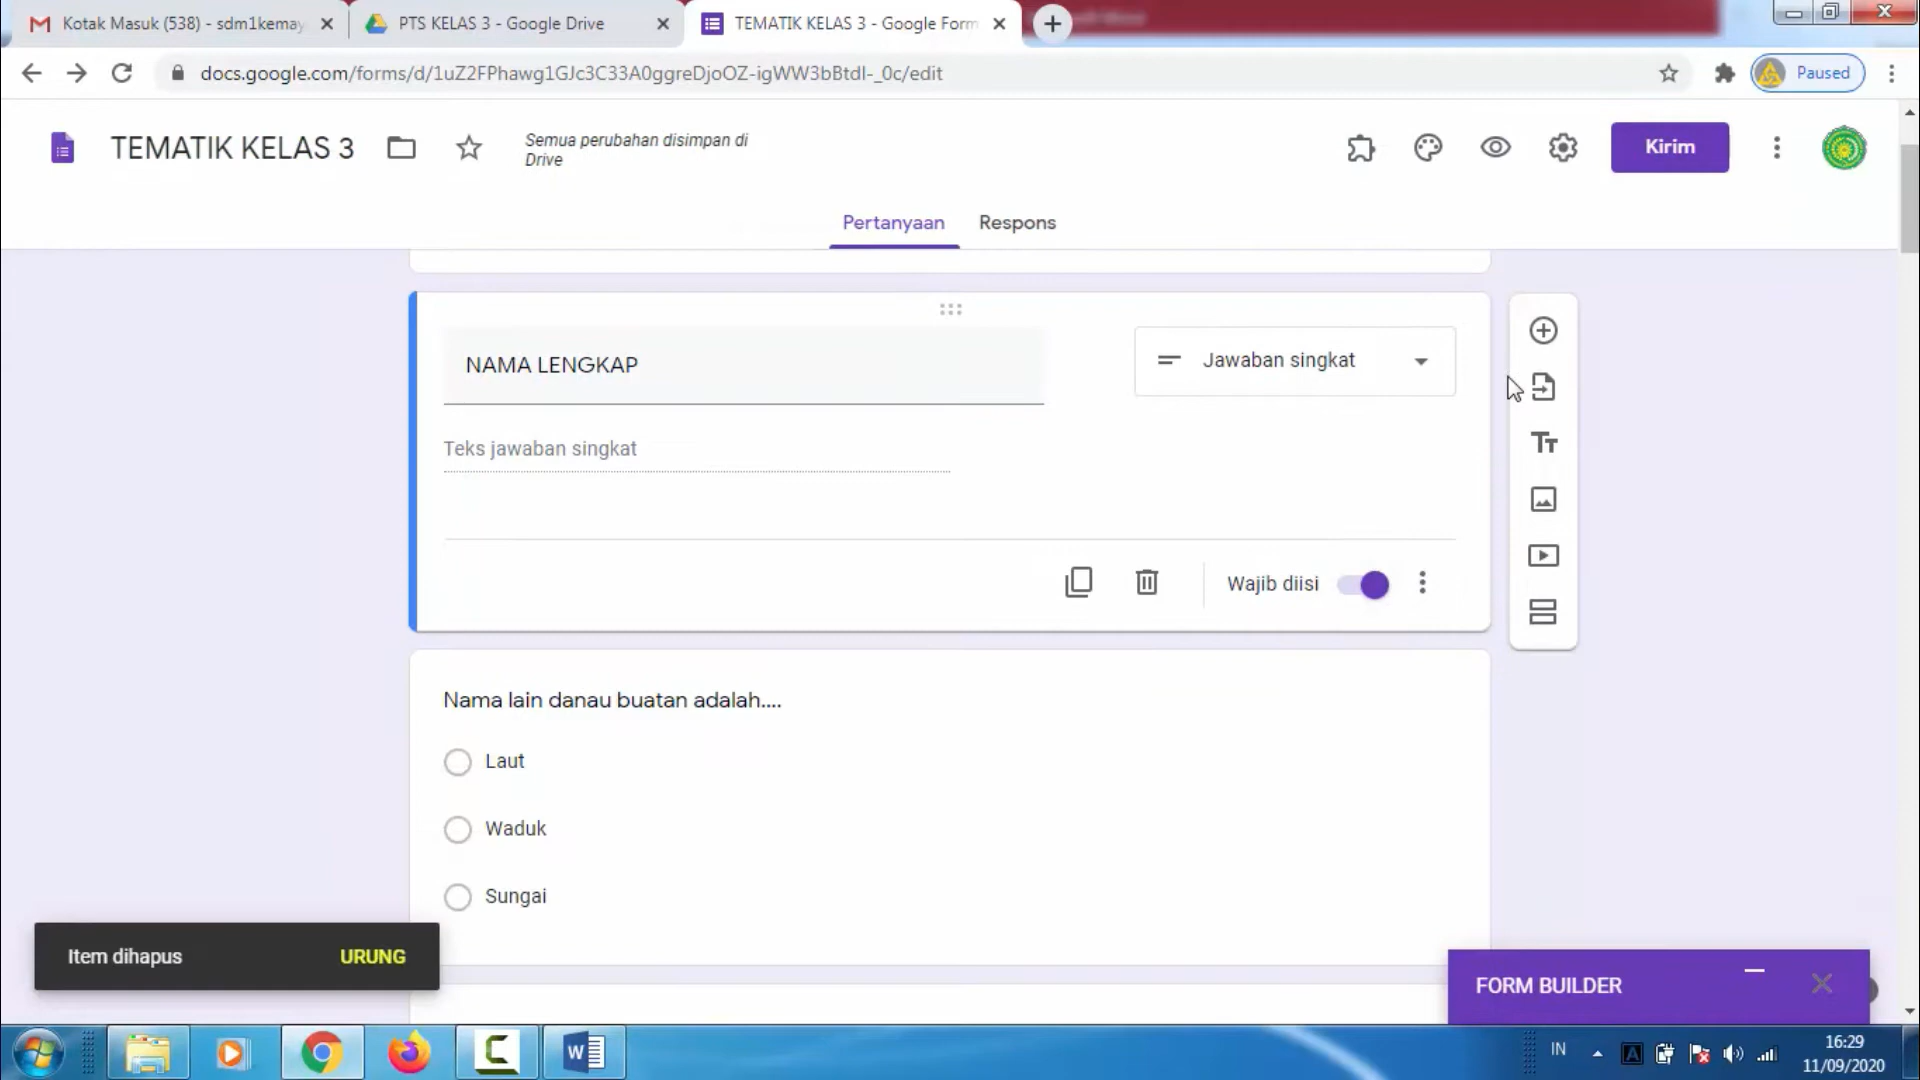 Kotak Masuk (538) - sdm1kemay
PTS KELAS 3 - Google Drive
TEMATIK KELAS 3 - Google Form
docs.google.com/forms/d/1uZ2FPhawg1GJc3C33A0ggreDjoOZ-igWW3bBtdI-_0c/edit
Paused
TEMATIK KELAS 3
Semua perubahan disimpan di
Drive
Kirim
Pertanyaan
Respons
NAMA LENGKAP
Jawaban singkat
Teks jawaban singkat
Wajib diisi
Nama lain danau buatan adalah....
Laut
Waduk
Sungai
Item dihapus
URUNG
FORM BUILDER
IN
16:29
11/09/2020